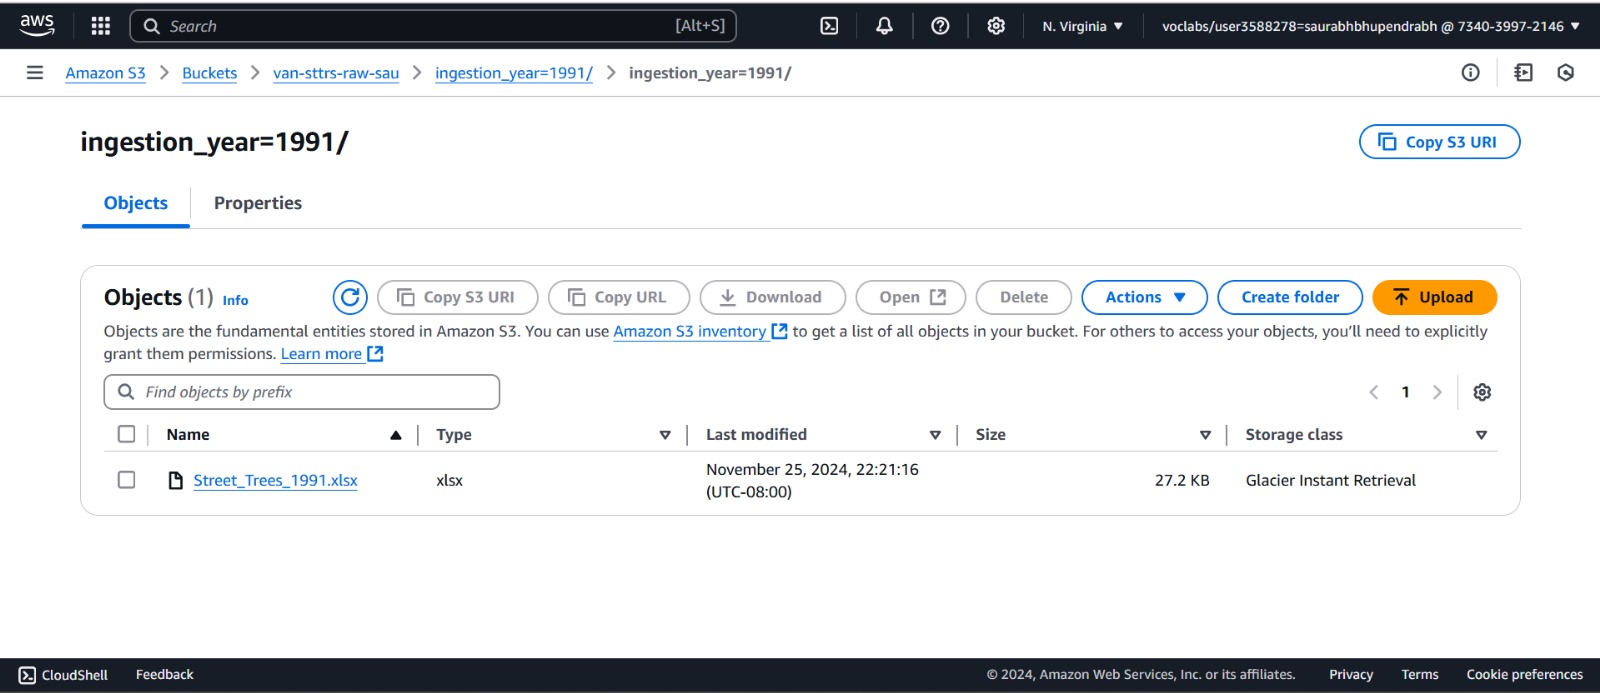 aws
Search [Alt+S]
N. Virginia
voclabs/user3588278=saurabhbhupendrabh @ 7340-3997-2146
Amazon S3 > Buckets > van-sttrs-raw-sau > ingestion_year=1991/ > ingestion_year=1991/
ingestion_year=1991/
Copy S3 URI
Objects
Properties
Objects (1) Info
Copy S3 URI
Copy URL
Download
Open
Delete
Actions
Create folder
Upload
Objects are the fundamental entities stored in Amazon S3. You can use Amazon S3 inventory to get a list of all objects in your bucket. For others to access your objects, you’ll need to explicitly
grant them permissions. Learn more
Find objects by prefix
1
Name Type Last modified Size Storage class
Street_Trees_1991.xlsx xlsx November 25, 2024, 22:21:16
(UTC-08:00) 27.2 KB Glacier Instant Retrieval
CloudShell Feedback © 2024, Amazon Web Services, Inc. or its affiliates. Privacy Terms Cookie preferences